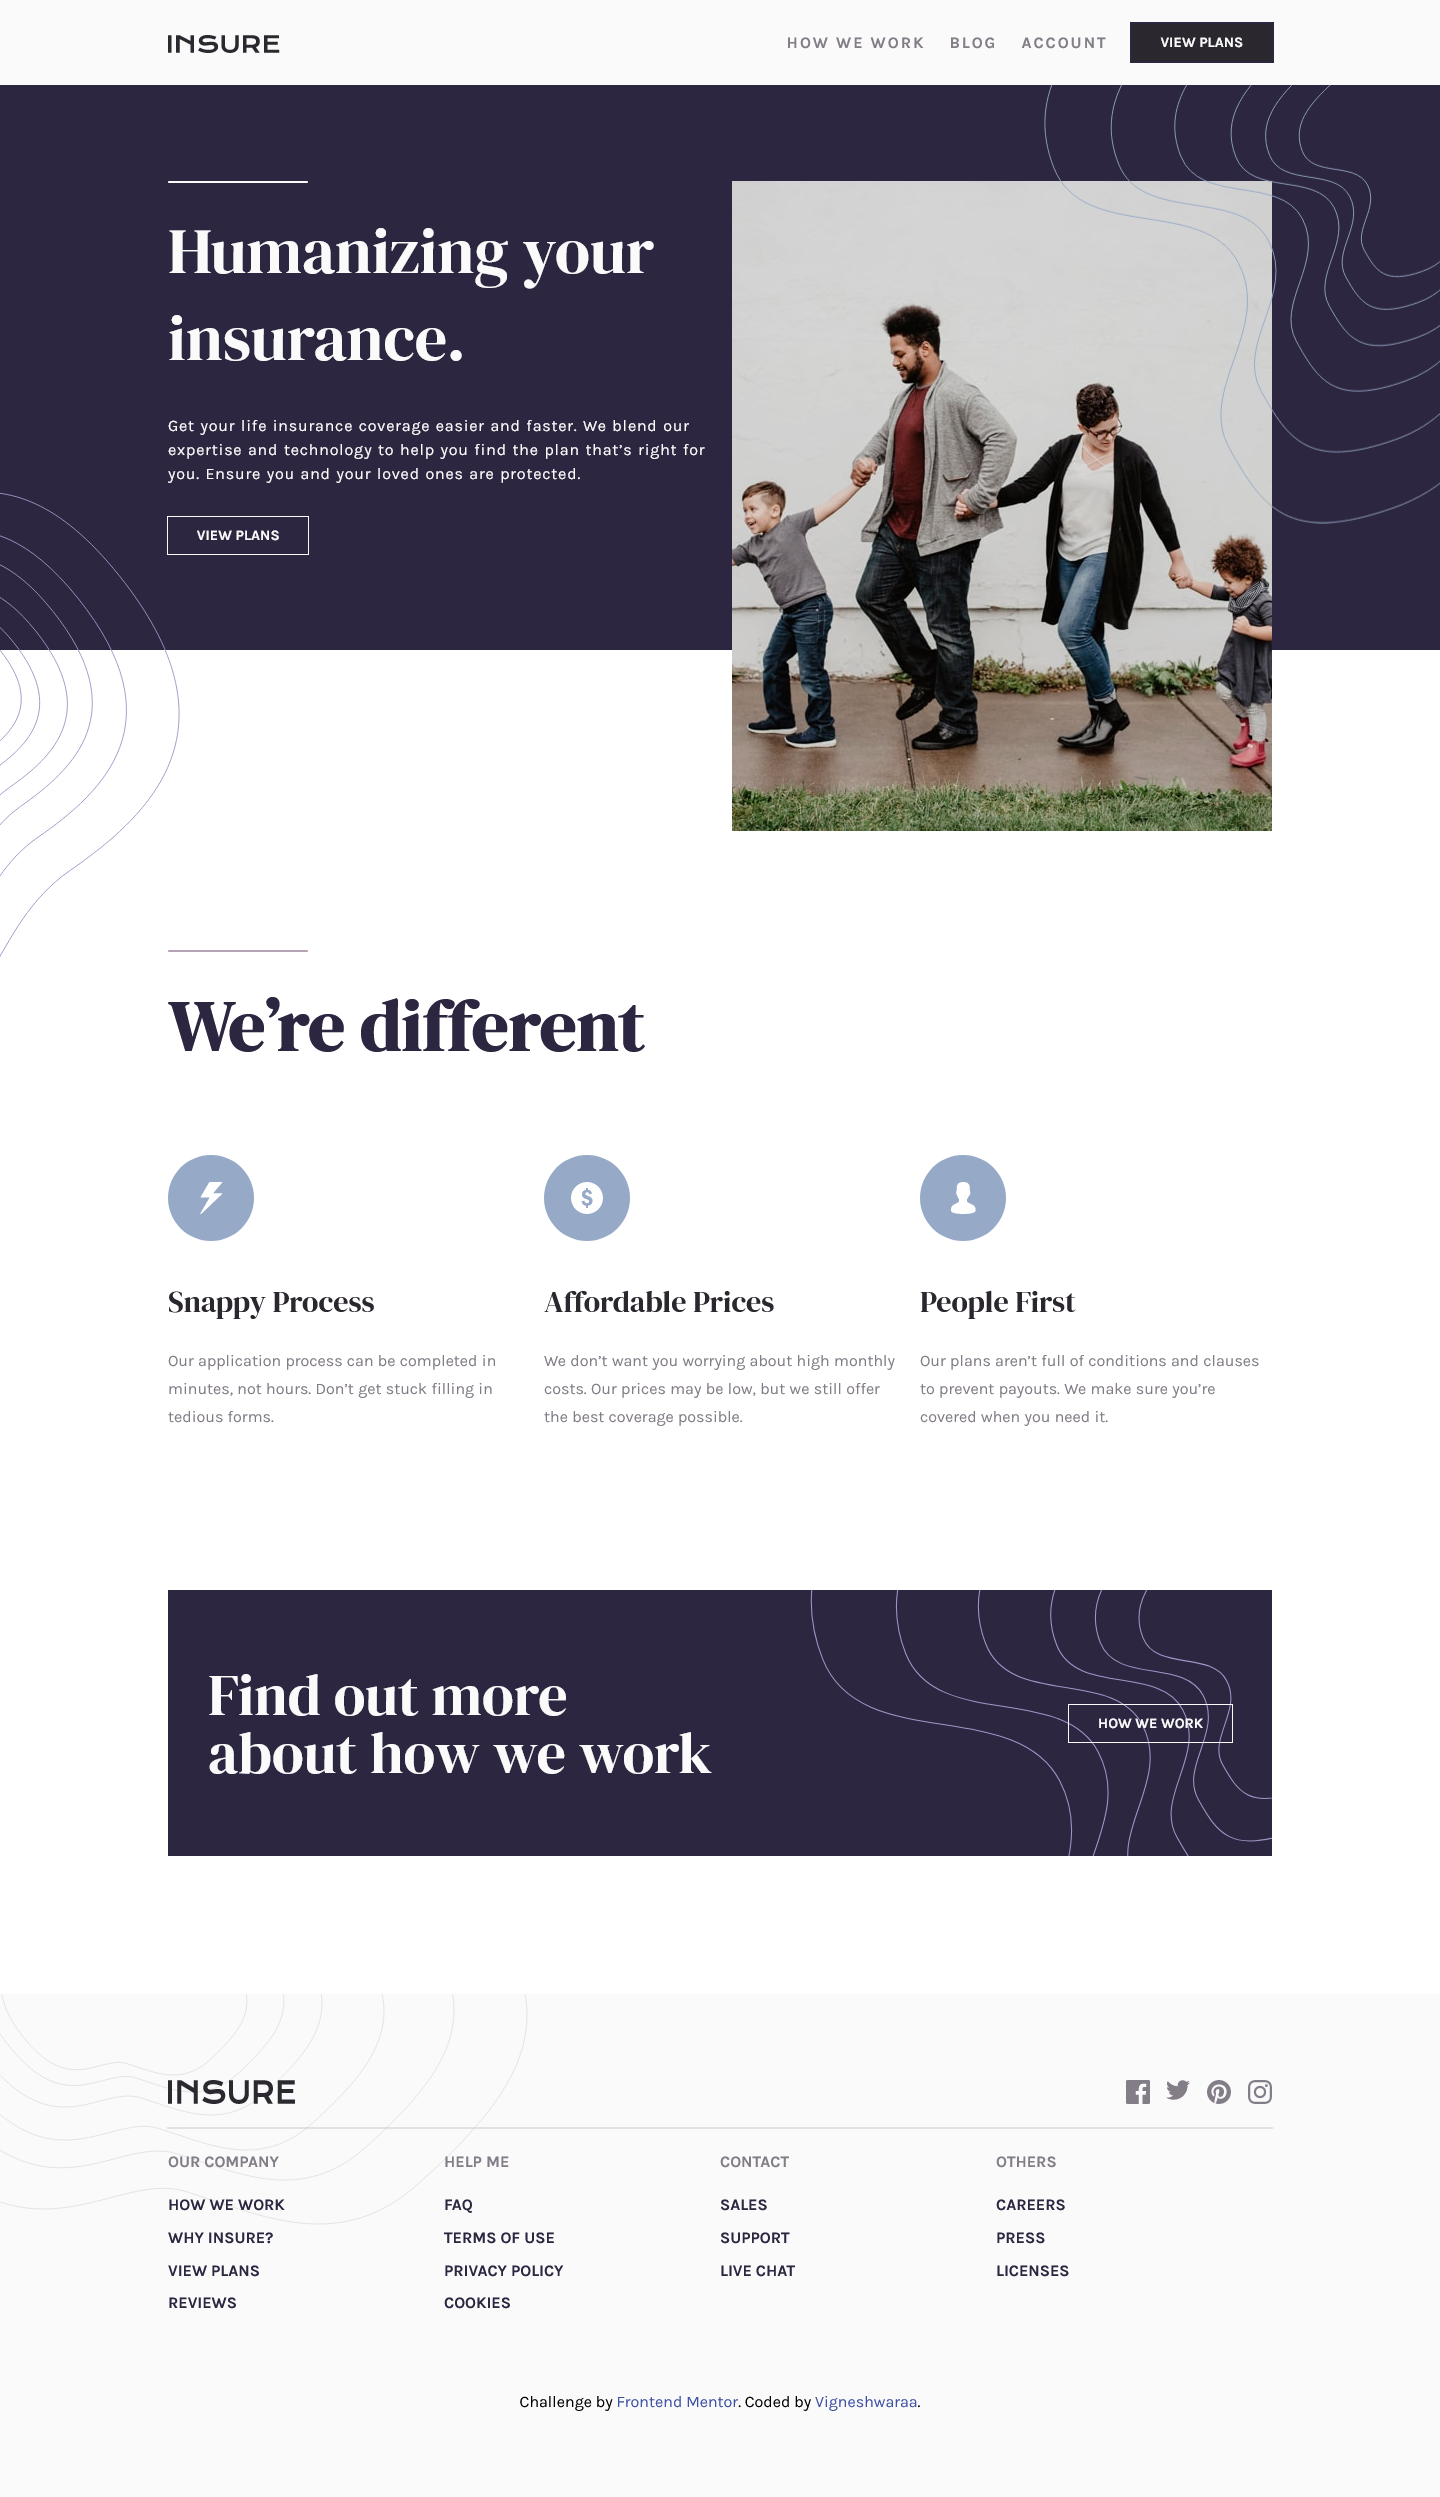 INSURE
HOW WE WORK BLOG ACCOUNT VIEW PLANS
Humanizing your
insurance.
Get your life insurance coverage easier and faster. We blend our
expertise and technology to help you find the plan that’s right for
you. Ensure you and your loved ones are protected.
VIEW PLANS
We’re different
Snappy Process
Our application process can be completed in
minutes, not hours. Don’t get stuck filling in
tedious forms.
Affordable Prices
We don’t want you worrying about high monthly
costs. Our prices may be low, but we still offer
the best coverage possible.
People First
Our plans aren’t full of conditions and clauses
to prevent payouts. We make sure you’re
covered when you need it.
Find out more
about how we work
HOW WE WORK
INSURE
OUR COMPANY
HOW WE WORK
WHY INSURE?
VIEW PLANS
REVIEWS
HELP ME
FAQ
TERMS OF USE
PRIVACY POLICY
COOKIES
CONTACT
SALES
SUPPORT
LIVE CHAT
OTHERS
CAREERS
PRESS
LICENSES
Challenge by Frontend Mentor. Coded by Vigneshwaraa.